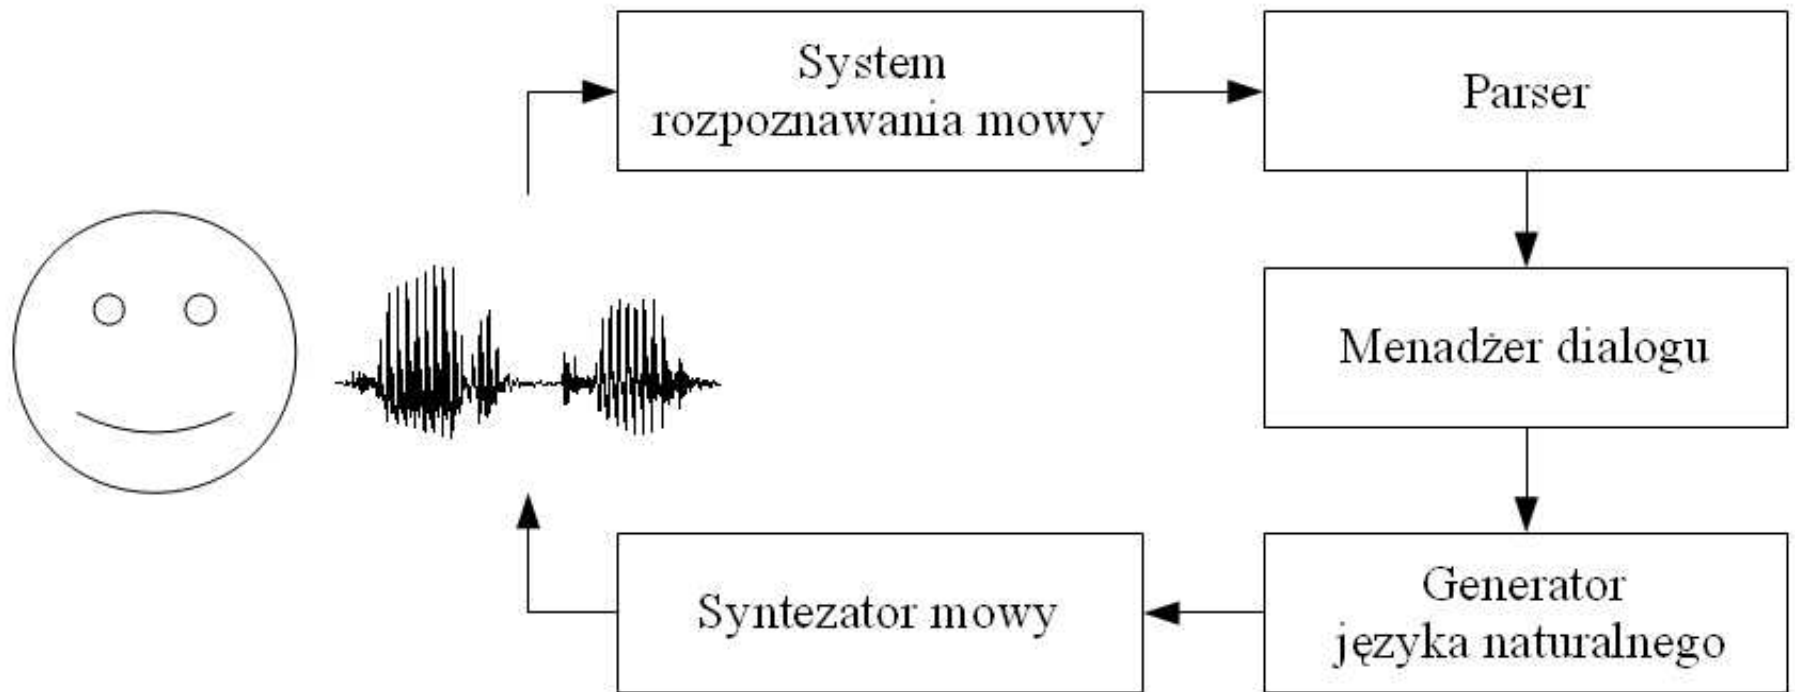 System
rozpoznawania mowy
Parser
Menadżer dialogu
Generator
języka naturalnego
Syntezator mowy